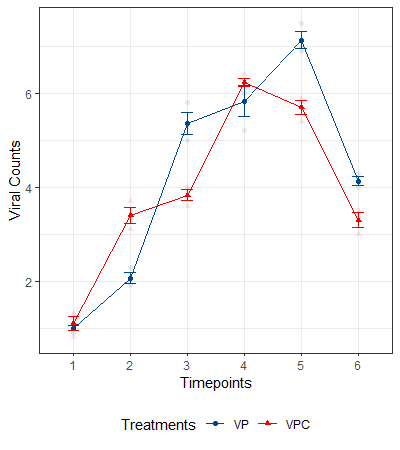 Viral Counts
6
4
2
1 2 3 4 5 6
Timepoints
Treatments VP VPC